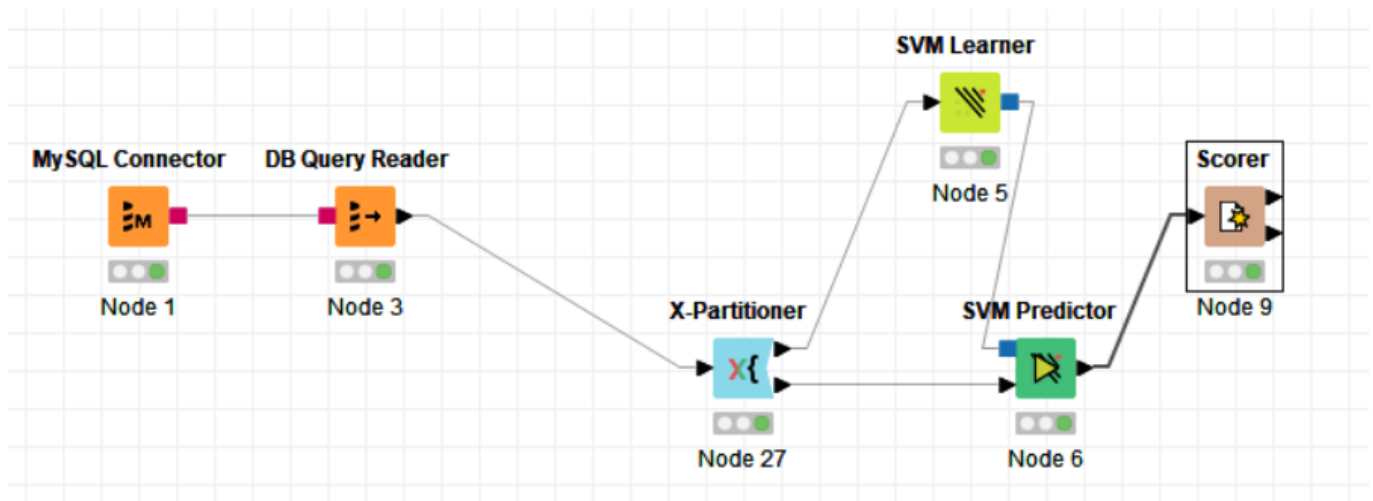 SVM Learner
Node 5
MySQL Connector
M
Node 1
DB Query Reader
Node 3
X-Partitioner
X{
Node 27
SVM Predictor
Node 6
Scorer
Node 9